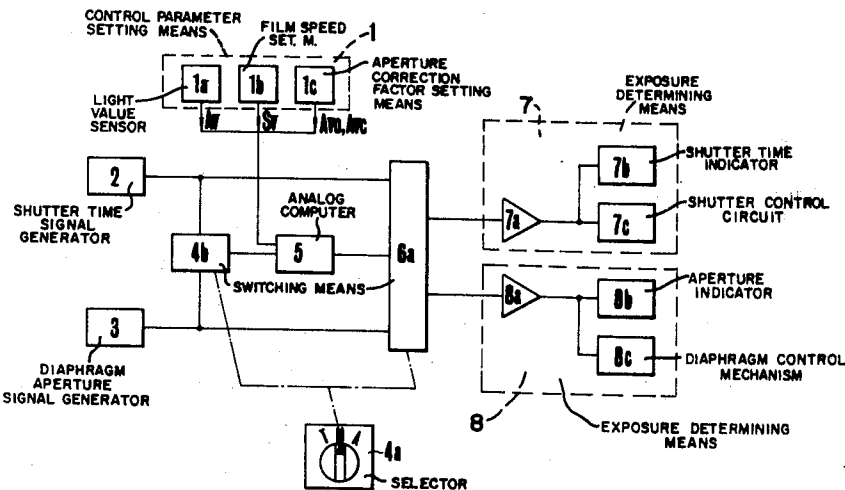 CONTROL PARAMETER
SETTING MEANS
FILM SPEED
SET. M.
1
1a
1b
1c
APERTURE
CORRECTION
FACTOR SETTING
MEANS
LIGHT
VALUE
SENSOR
AV
SV
AVO, AVC
EXPOSURE
DETERMINING
MEANS
7
7b
SHUTTER TIME
INDICATOR
7a
7c
SHUTTER CONTROL
CIRCUIT
2
SHUTTER TIME
SIGNAL
GENERATOR
ANALOG
COMPUTER
6a
4b
5
SWITCHING MEANS
8a
8b
APERTURE
INDICATOR
3
DIAPHRAGM
APERTURE
SIGNAL GENERATOR
8c
DIAPHRAGM CONTROL
MECHANISM
8
EXPOSURE DETERMINING
MEANS
T M A
4a
SELECTOR